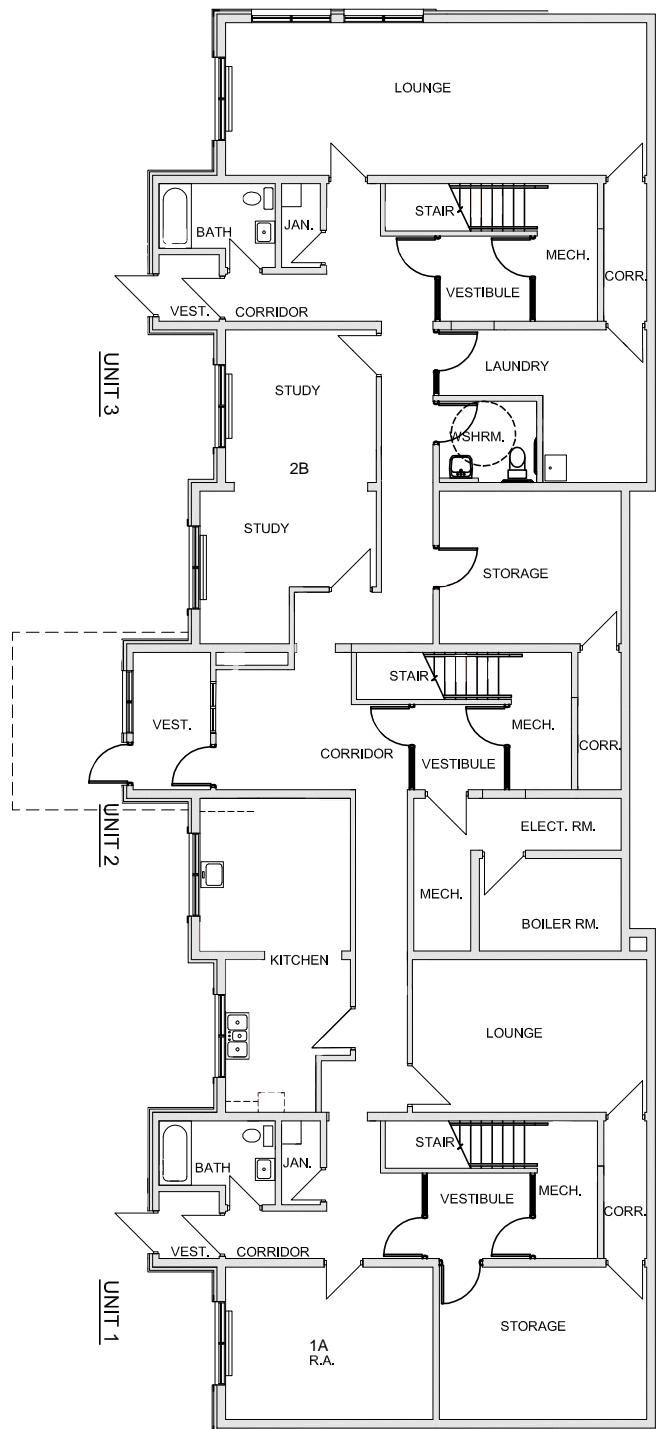 LOUNGE
STAIR
BATH
JAN.
MECH.
CORR.
VESTIBULE
VEST.
CORRIDOR
UNIT 3
LAUNDRY
STUDY
WSHRM.
2B
STUDY
STORAGE
STAIR
MECH.
VEST.
CORRIDOR
CORR.
VESTIBULE
UNIT 2
ELECT. RM.
MECH.
BOILER RM.
KITCHEN
LOUNGE
STAIR
BATH
JAN.
MECH.
VESTIBULE
CORR.
VEST.
CORRIDOR
UNIT 1
STORAGE
1A
R.A.